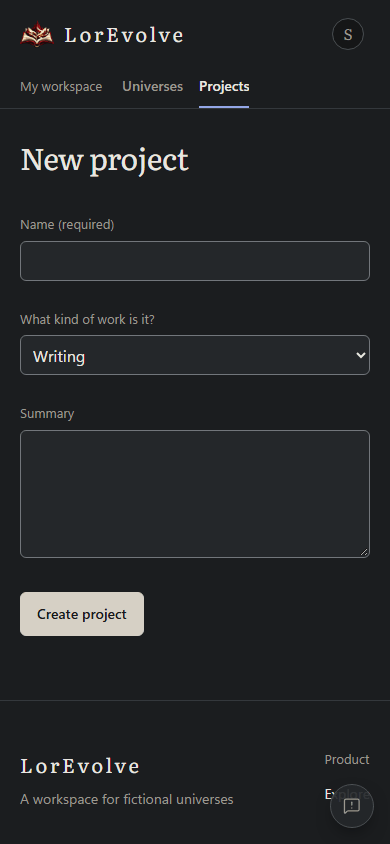 LorEvolve
S
My workspace Universes Projects
New project
Name (required)
What kind of work is it?
Writing
Summary
Create project
LorEvolve
A workspace for fictional universes
Product
Explore